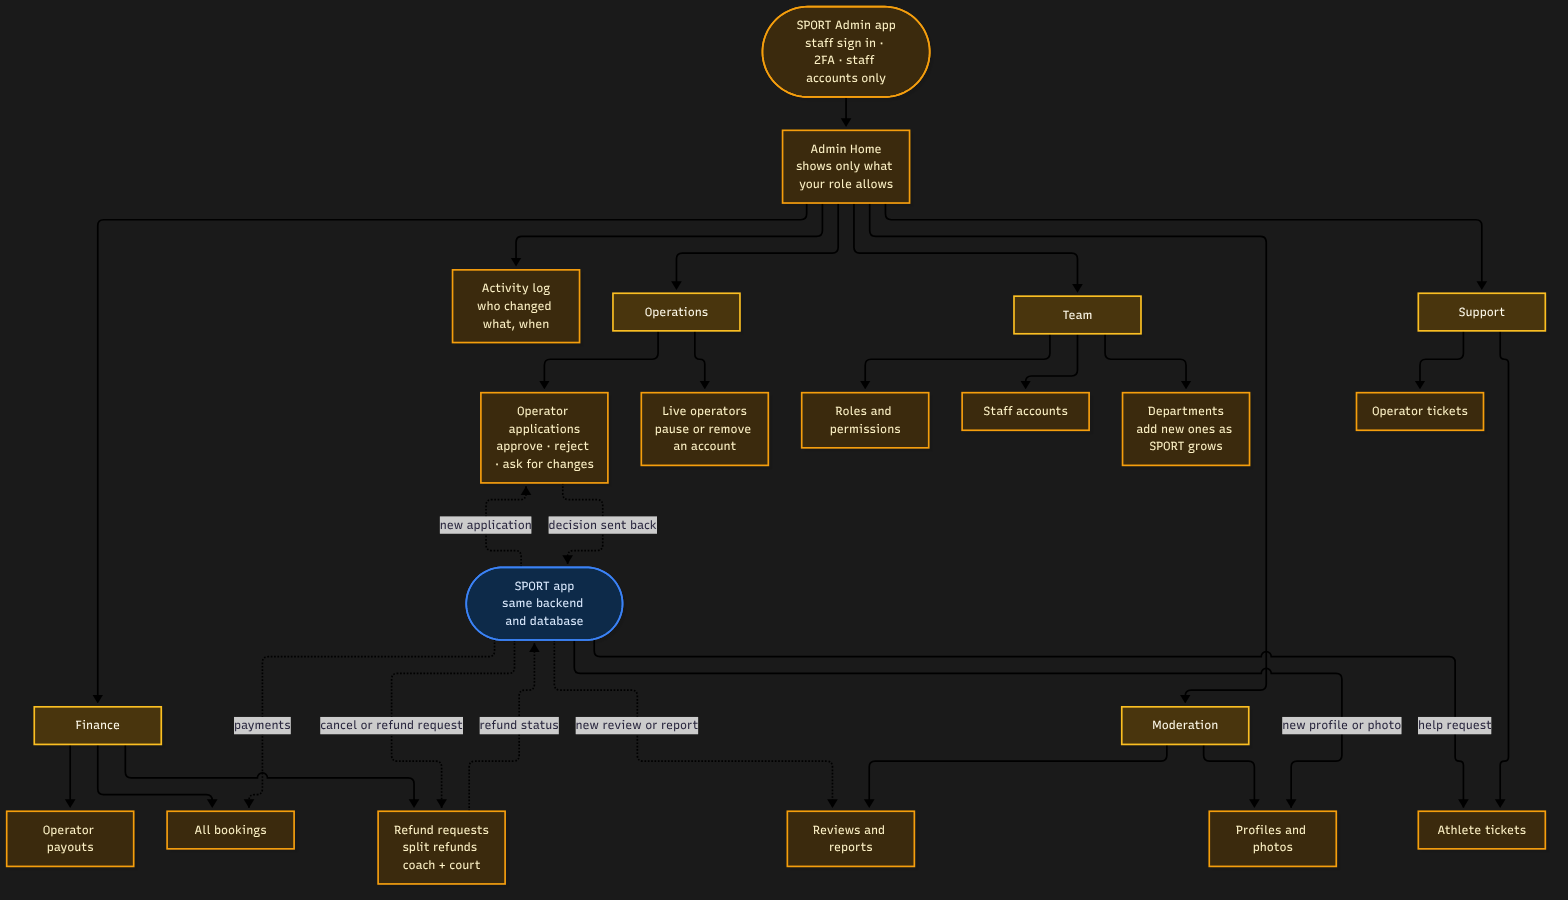 SPORT Admin app
staff sign in ·
2FA · staff
accounts only
Admin Home
shows only what
your role allows
Activity log
who changed
what, when
Operations
Team
Support
Operator
applications
approve · reject
· ask for changes
Live operators
pause or remove
an account
Roles and
permissions
Staff accounts
Departments
add new ones as
SPORT grows
Operator tickets
new application
decision sent back
SPORT app
same backend
and database
Finance
payments
cancel or refund request
refund status
new review or report
Moderation
new profile or photo
help request
Operator
payouts
All bookings
Refund requests
split refunds
coach + court
Reviews and
reports
Profiles and
photos
Athlete tickets